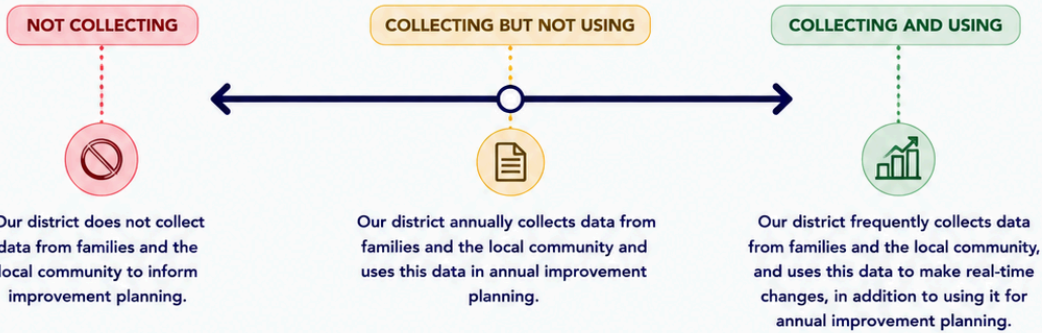 NOT COLLECTING
COLLECTING BUT NOT USING
COLLECTING AND USING
Our district does not collect
data from families and the
local community to inform
improvement planning.
Our district annually collects data from
families and the local community and
uses this data in annual improvement
planning.
Our district frequently collects data
from families and the local community,
and uses this data to make real-time
changes, in addition to using it for
annual improvement planning.